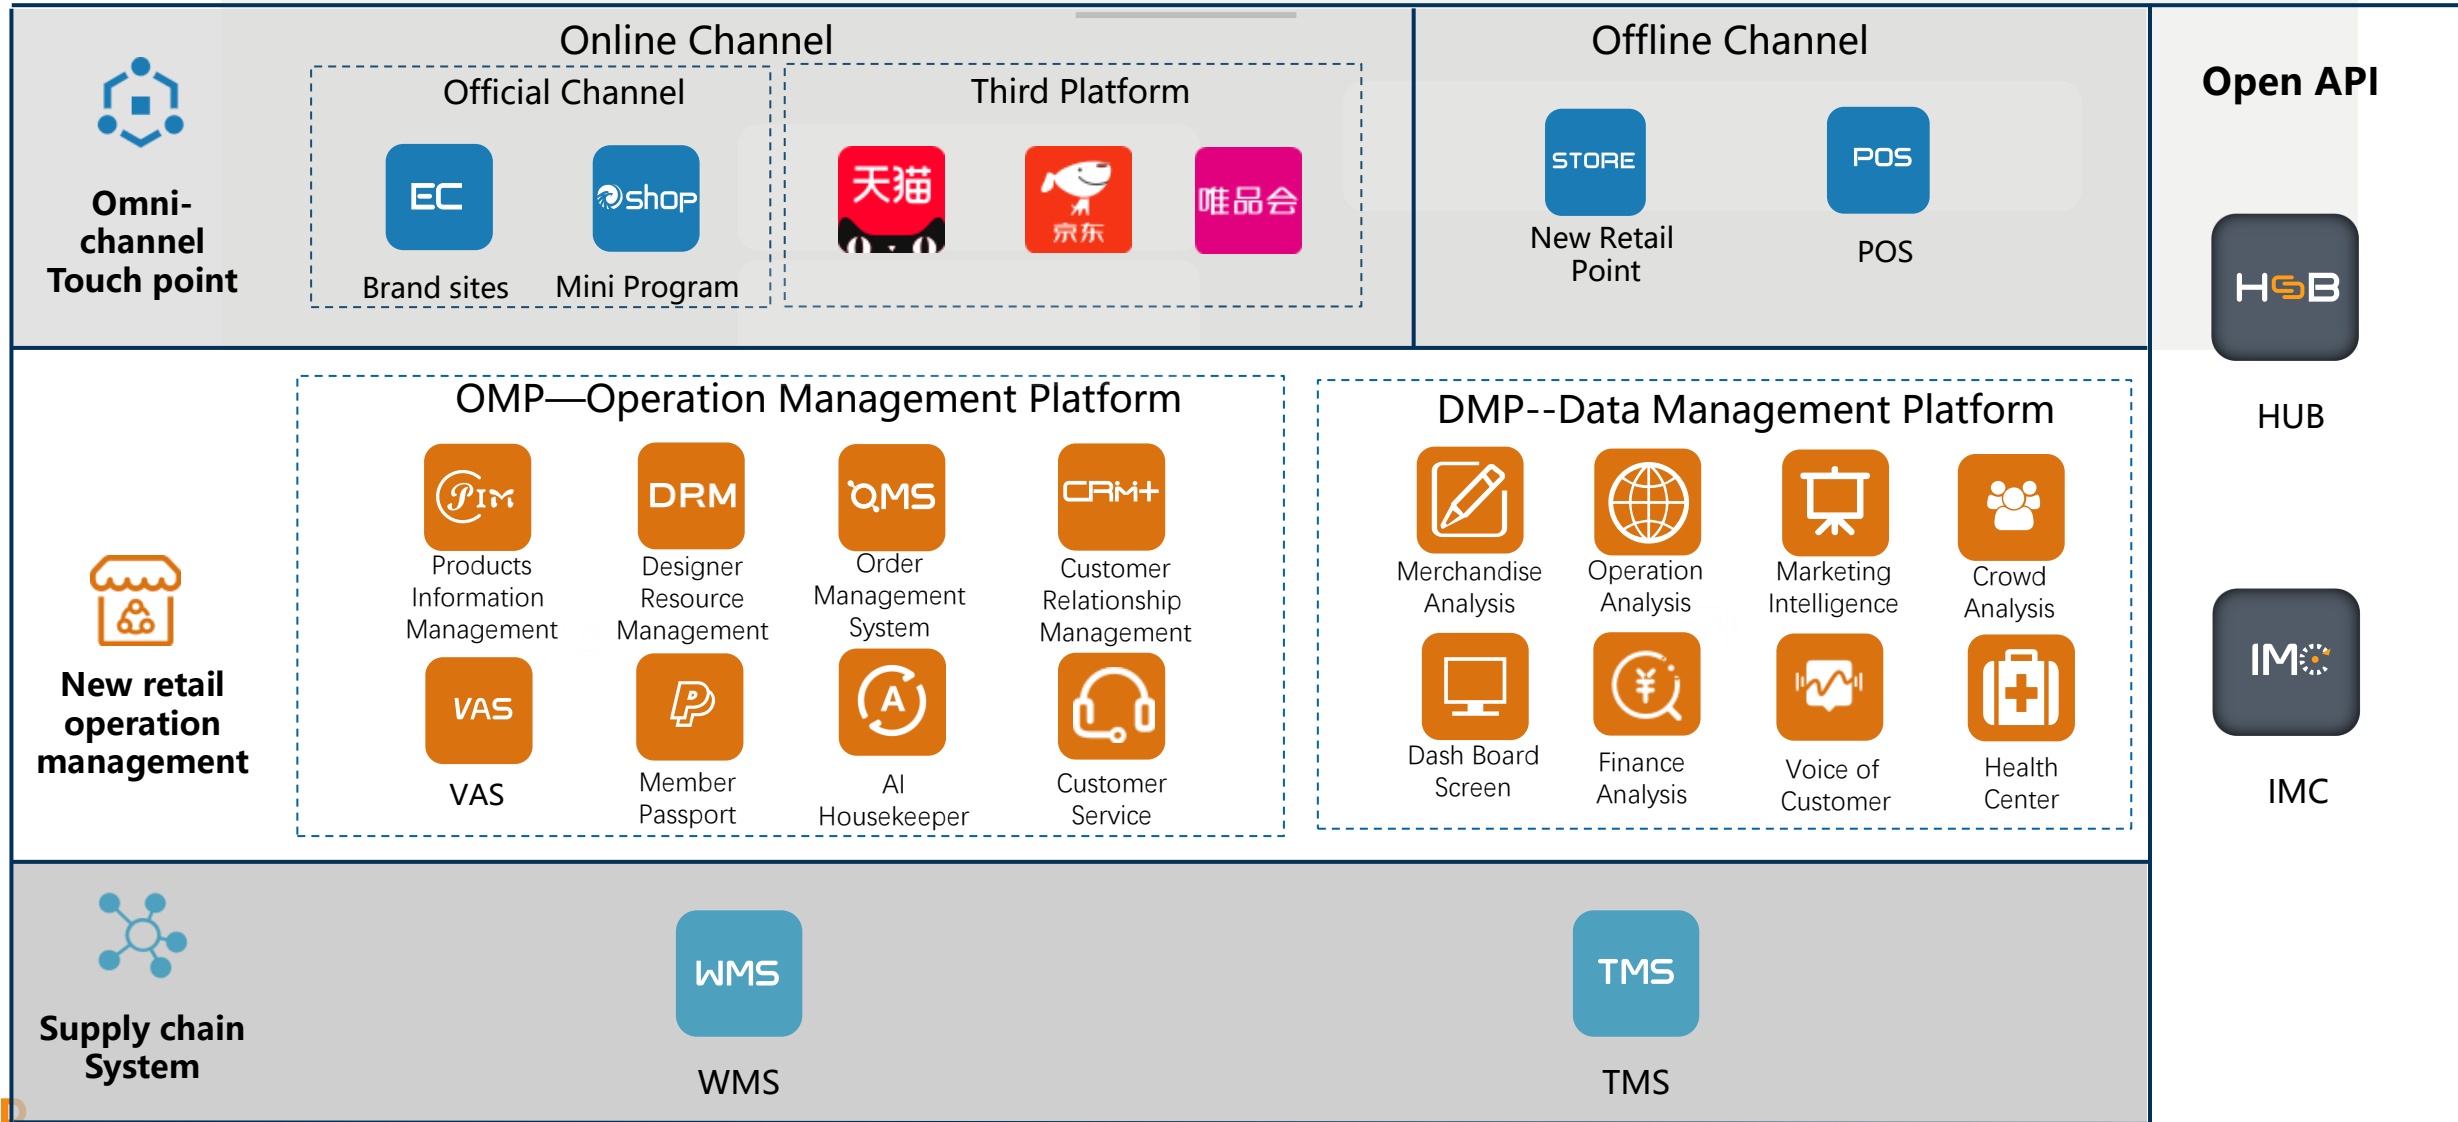 Online Channel
Offline Channel
Open API
Official Channel
Third Platform
Omni-
channel
Touch point
EC
shop
天猫
京东
唯品会
STORE
POS
Brand sites
Mini Program
New Retail
Point
POS
HSB
HUB
OMP—Operation Management Platform
DMP--Data Management Platform
PIM
DRM
OMS
CRM+
Products
Information
Management
Designer
Resource
Management
Order
Management
System
Customer
Relationship
Management
Merchandise
Analysis
Operation
Analysis
Marketing
Intelligence
Crowd
Analysis
New retail
operation
management
VAS
P
A
¥
VAS
Member
Passport
AI
Housekeeper
Customer
Service
Dash Board
Screen
Finance
Analysis
Voice of
Customer
Health
Center
IMC
IMC
Supply chain
System
WMS
TMS
WMS
TMS